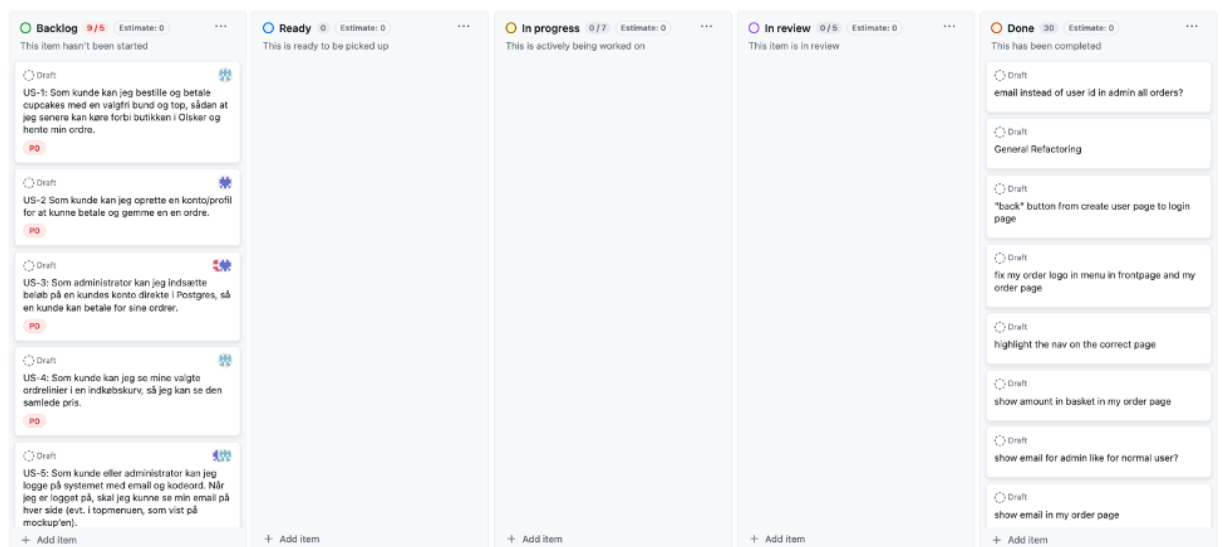 Backlog 9/5 Estimate: 0 ...
This item hasn't been started
Draft
US-1: Som kunde kan jeg bestille og betale
cupcakes med en valgfri bund og top, sådan at
jeg senere kan køre forbi butikken i Olsker og
hente min ordre.
P0
Draft
US-2 Som kunde kan jeg oprette en konto/profil
for at kunne betale og gemme en en ordre.
P0
Draft
US-3: Som administrator kan jeg indsætte
beløb på en kundes konto direkte i Postgres, så
en kunde kan betale for sine ordrer.
P0
Draft
US-4: Som kunde kan jeg se mine valgte
ordrelinier i en indkøbskurv, så jeg kan se den
samlede pris.
P0
Draft
US-5: Som kunde eller administrator kan jeg
logge på systemet med email og kodeord. Når
jeg er logget på, skal jeg kunne se min email på
hver side (evt. i topmenuen, som vist på
mockup'en).
+ Add item
Ready 0 Estimate: 0 ...
This is ready to be picked up
+ Add item
In progress 0/7 Estimate: 0 ...
This is actively being worked on
+ Add item
In review 0/5 Estimate: 0 ...
This item is in review
+ Add item
Done 30 Estimate: 0 ...
This has been completed
Draft
email instead of user id in admin all orders?
Draft
General Refactoring
Draft
"back" button from create user page to login
page
Draft
fix my order logo in menu in frontpage and my
order page
Draft
highlight the nav on the correct page
Draft
show amount in basket in my order page
Draft
show email for admin like for normal user?
Draft
show email in my order page
+ Add item